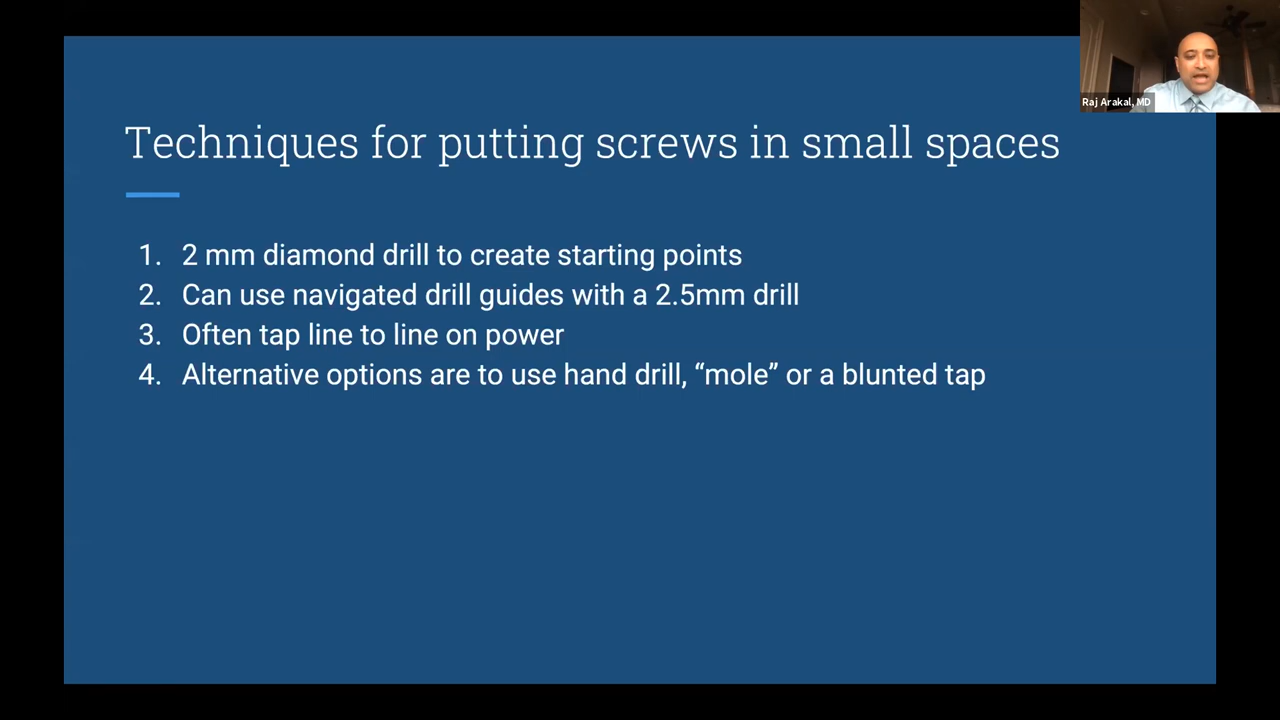 Raj Arakal, MD
Techniques for putting screws in small spaces
1. 2 mm diamond drill to create starting points
2. Can use navigated drill guides with a 2.5mm drill
3. Often tap line to line on power
4. Alternative options are to use hand drill, “mole” or a blunted tap